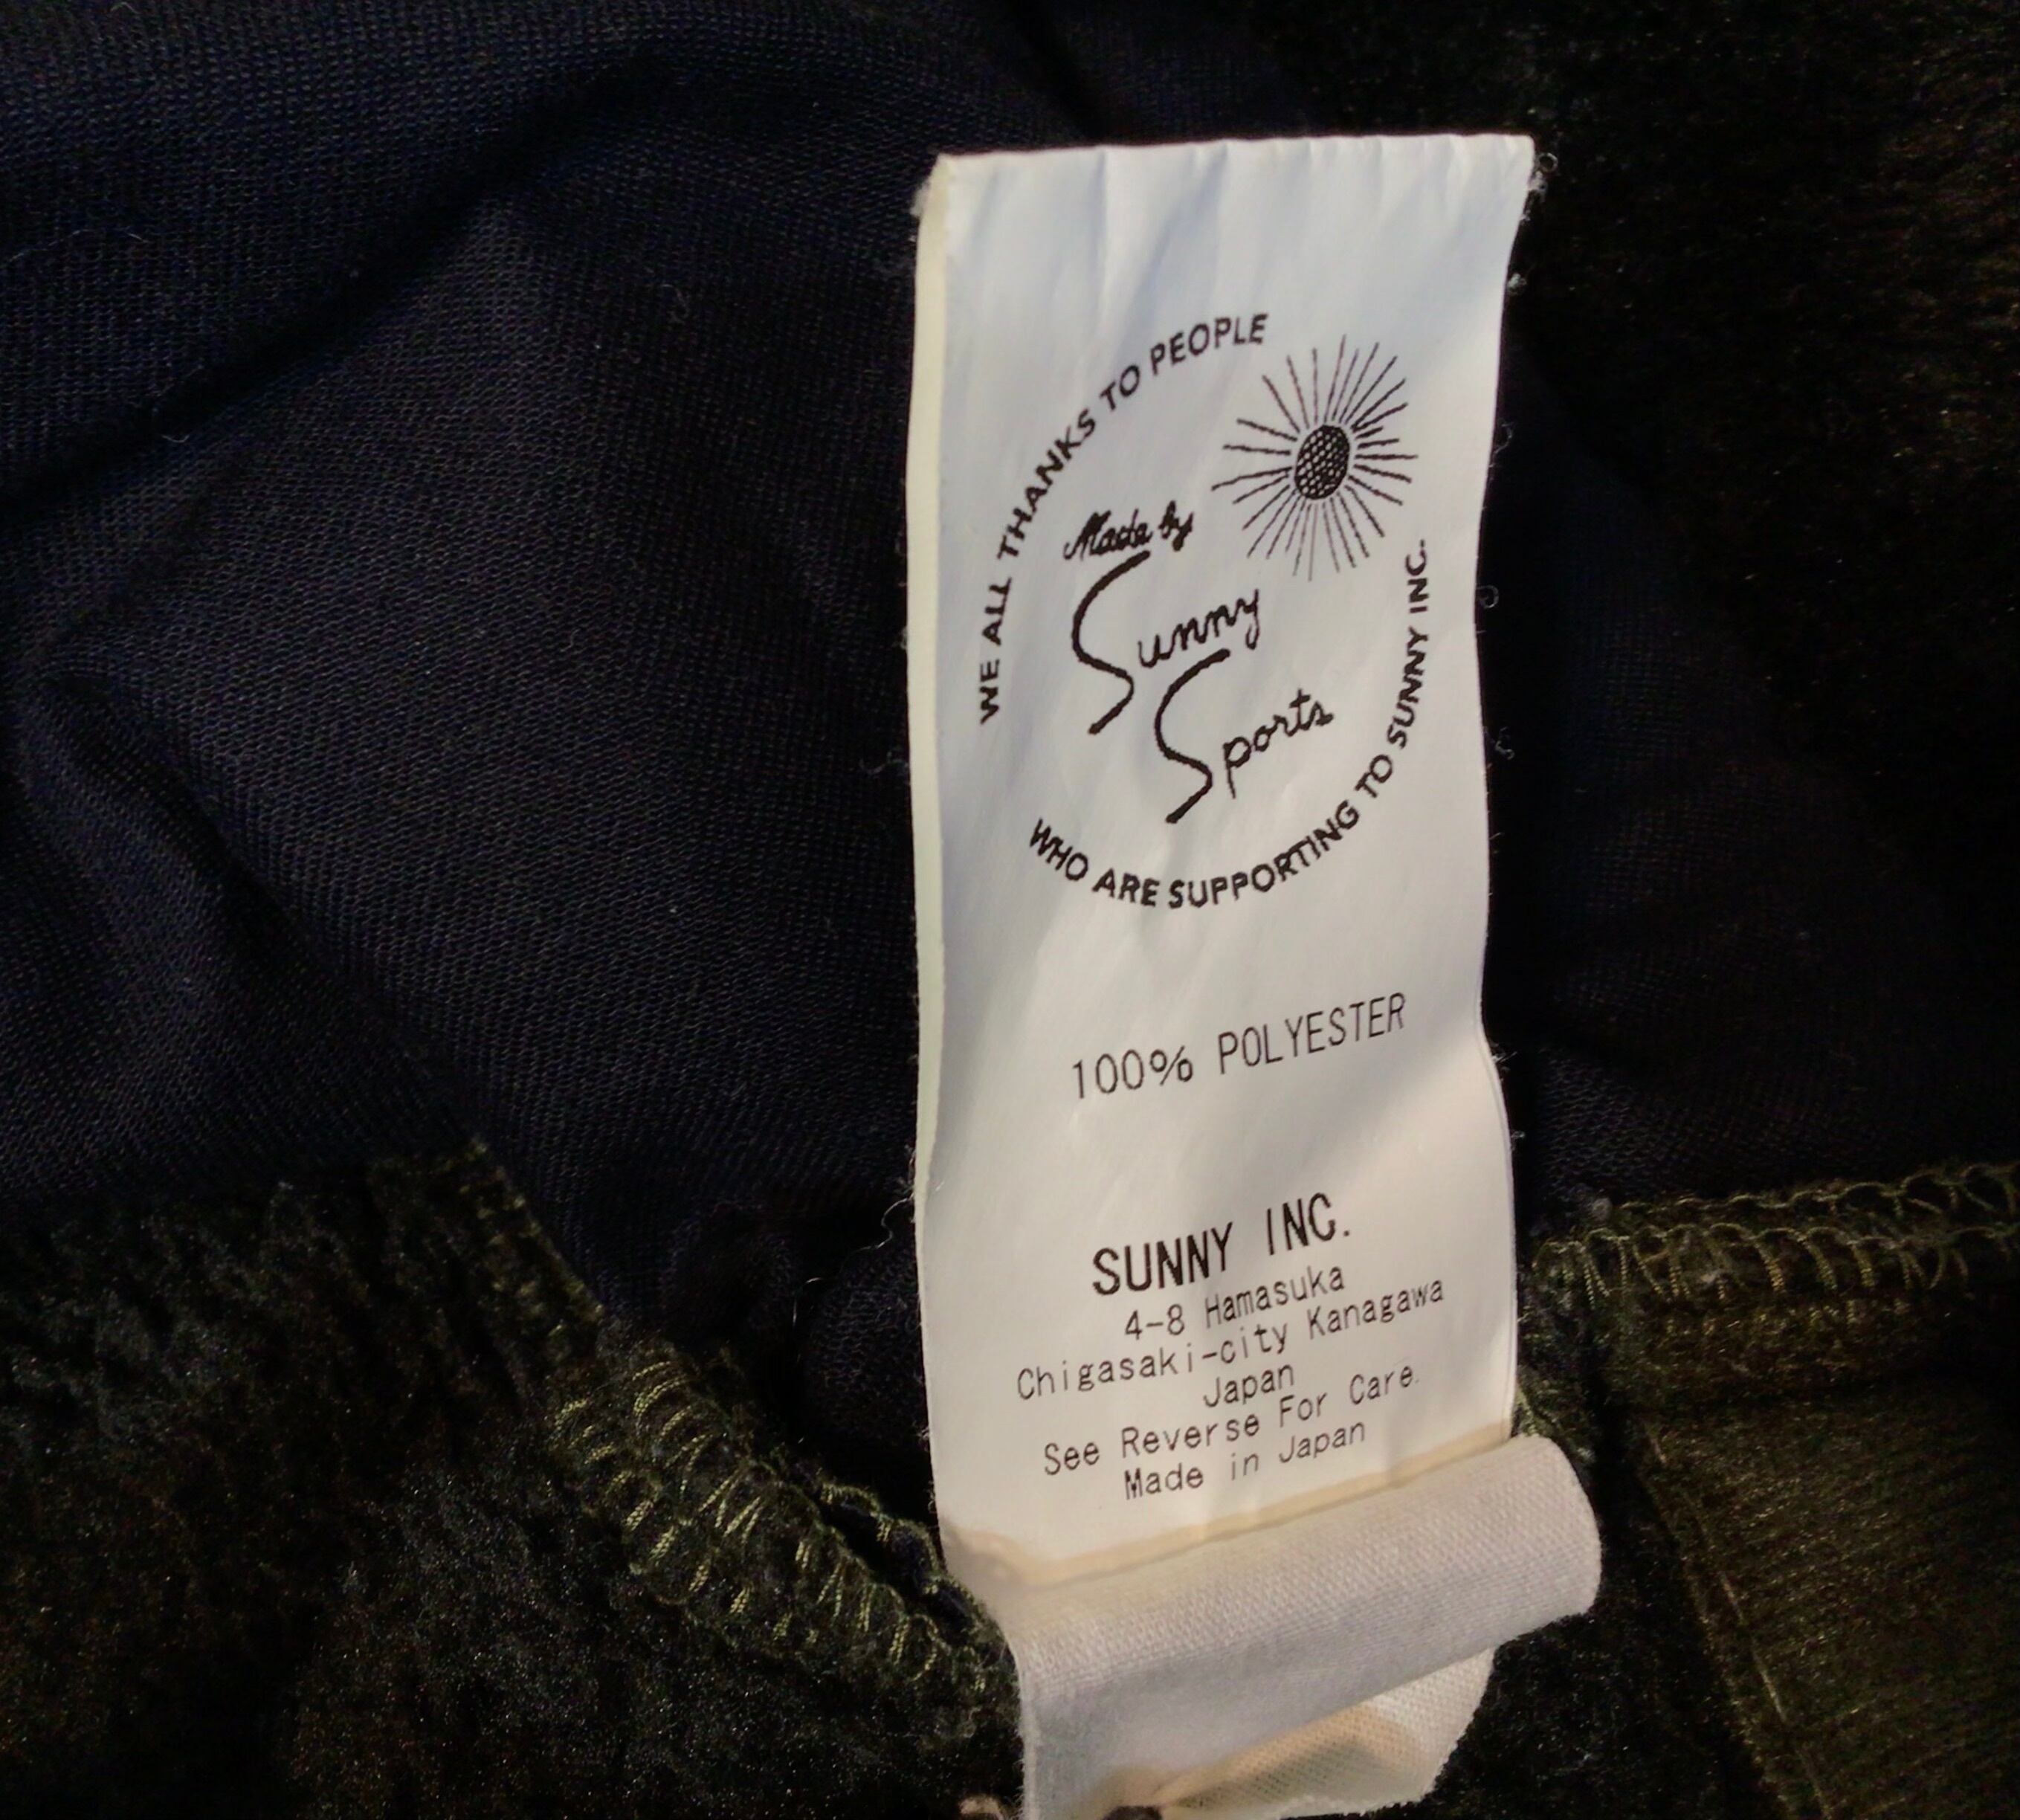 WE ALL THANKS TO PEOPLE
Made by
Sunny
Sports
WHO ARE SUPPORTING TO SUNNY INC.
100% POLYESTER
SUNNY INC.
4-8 Hamasuka
Chigasaki-city Kanagawa
Japan
See Reverse For Care.
Made in Japan